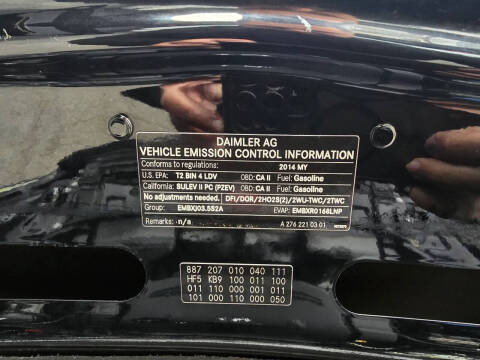 DAIMLER AG
VEHICLE EMISSION CONTROL INFORMATION
Conforms to regulations: 2014 MY
U.S. EPA: T2 BIN 4 LDV OBD: CA II Fuel: Gasoline
California: SULEV II PC (PZEV) OBD: CA II Fuel: Gasoline
No adjustments needed. DFI/DOR/2HO2S(2)/2WU-TWC/2TWC
Group: EMBXJ03.5S2A EVAP: EMBXR0168LNP
Remarks: n/a A 276 221 03 01
887 207 010 040 111
HF5 KB9 100 011 100
011 110 000 001 011
101 000 110 000 050